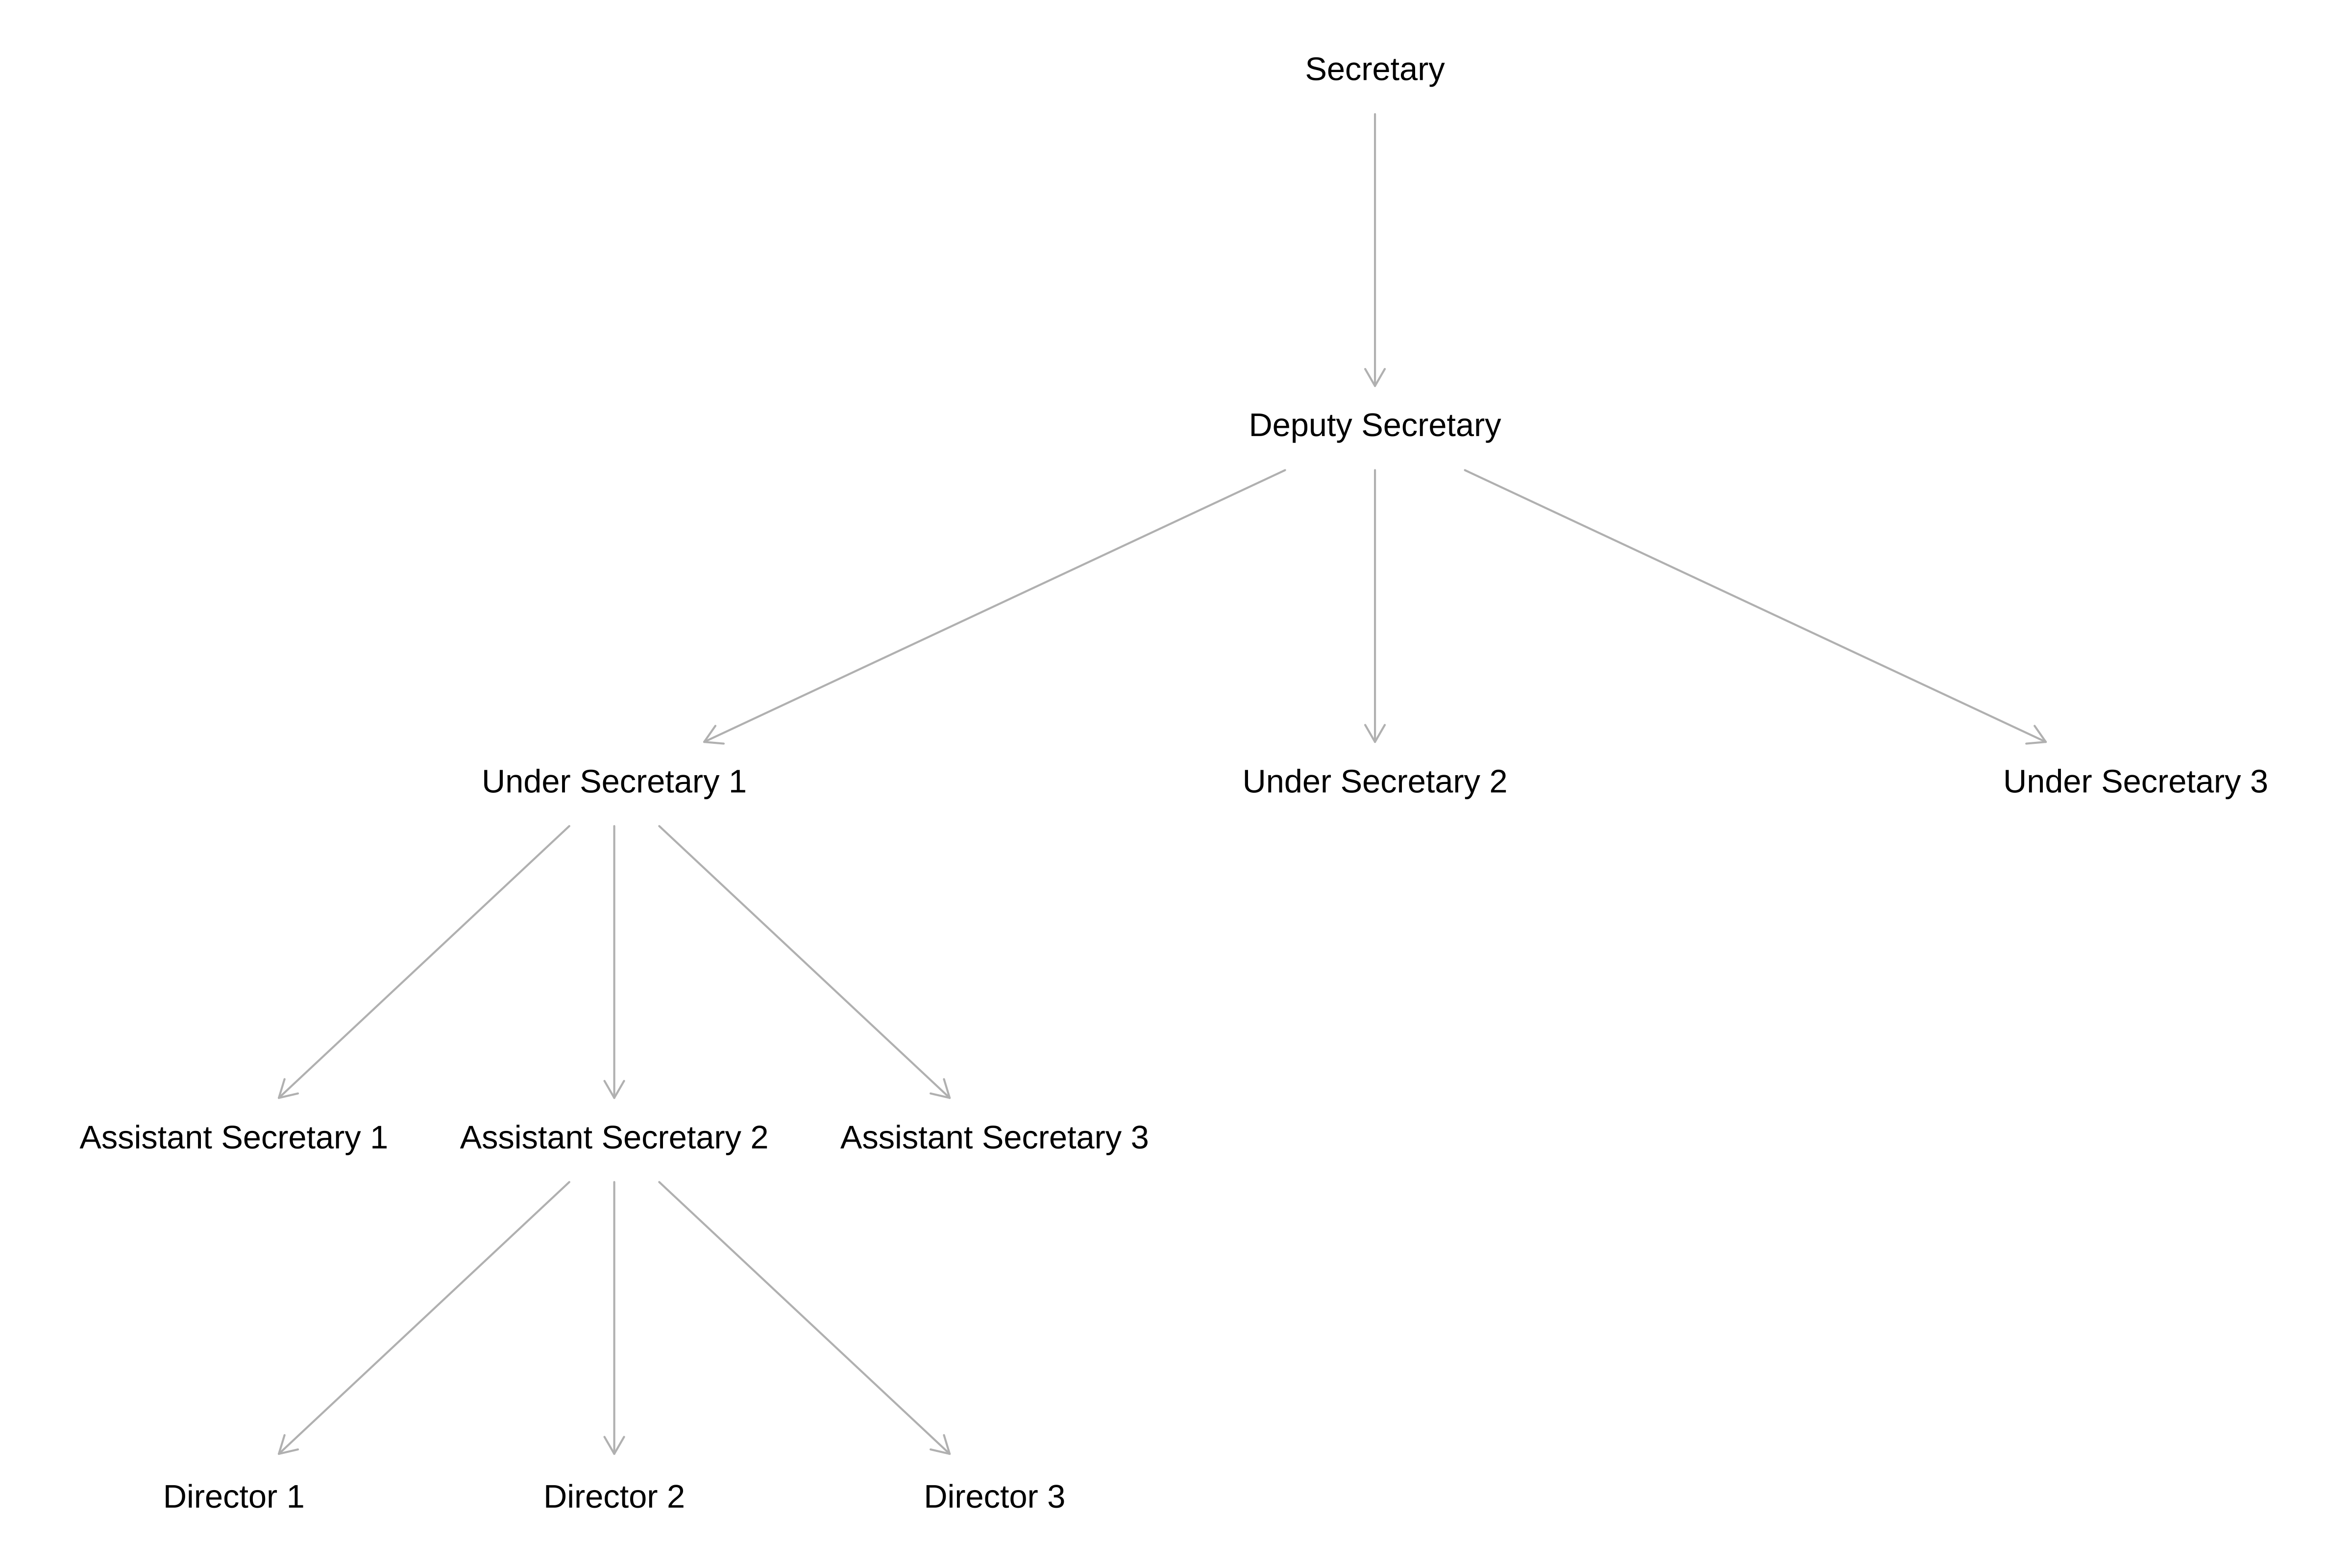 Secretary
Deputy Secretary
Under Secretary 1
Under Secretary 2
Under Secretary 3
Assistant Secretary 1
Assistant Secretary 2
Assistant Secretary 3
Director 1
Director 2
Director 3